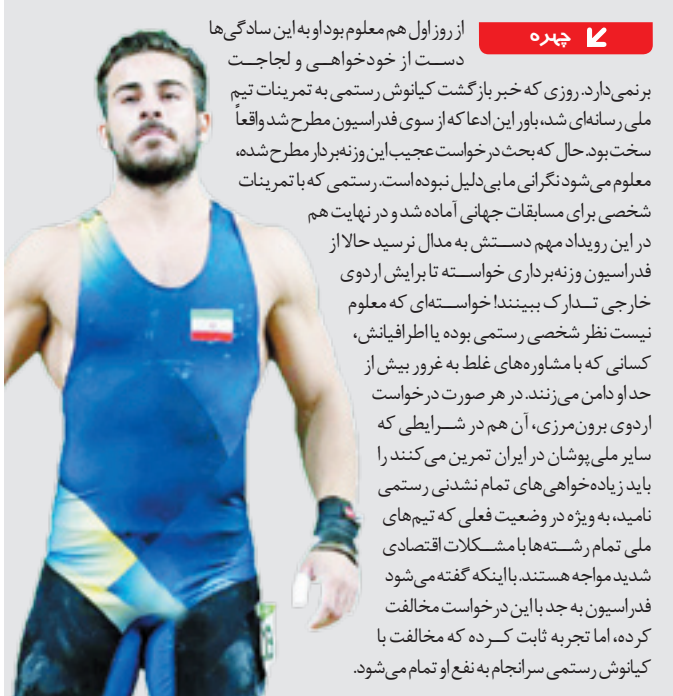 چهره
از روز اول هم معلوم بود او به این سادگی‌ها
دست از خودخواهی و لجاجت
برنمی‌دارد. روزی که خبر بازگشت کیانوش رستمی به تمرینات تیم
ملی رسانه‌ای شد، باور این ادعا که از سوی فدراسیون مطرح شد واقعاً
سخت بود. حال که بحث درخواست عجیب این وزنه‌بردار مطرح شده،
معلوم می‌شود نگرانی ما بی‌دلیل نبوده است. رستمی که با تمرینات
شخصی برای مسابقات جهانی آماده شد و در نهایت هم
در این رویداد مهم دستش به مدال نرسید حالا از
فدراسیون وزنه‌برداری خواسته تا برایش اردوی
خارجی تدارک ببینند! خواسته‌ای که معلوم
نیست نظر شخصی رستمی بوده یا اطرافیانش،
کسانی که با مشاوره‌های غلط به غرور بیش از
حد او دامن می‌زنند. در هر صورت درخواست
اردوی برون‌مرزی، آن هم در شرایطی که
سایر ملی‌پوشان در ایران تمرین می‌کنند را
باید زیاده‌خواهی‌های تمام نشدنی رستمی
نامید، به ویژه در وضعیت فعلی که تیم‌های
ملی تمام رشته‌ها با مشکلات اقتصادی
شدید مواجه هستند. با اینکه گفته می‌شود
فدراسیون به جد با این درخواست مخالفت
کرده، اما تجربه ثابت کرده که مخالفت با
کیانوش رستمی سرانجام به نفع او تمام می‌شود.